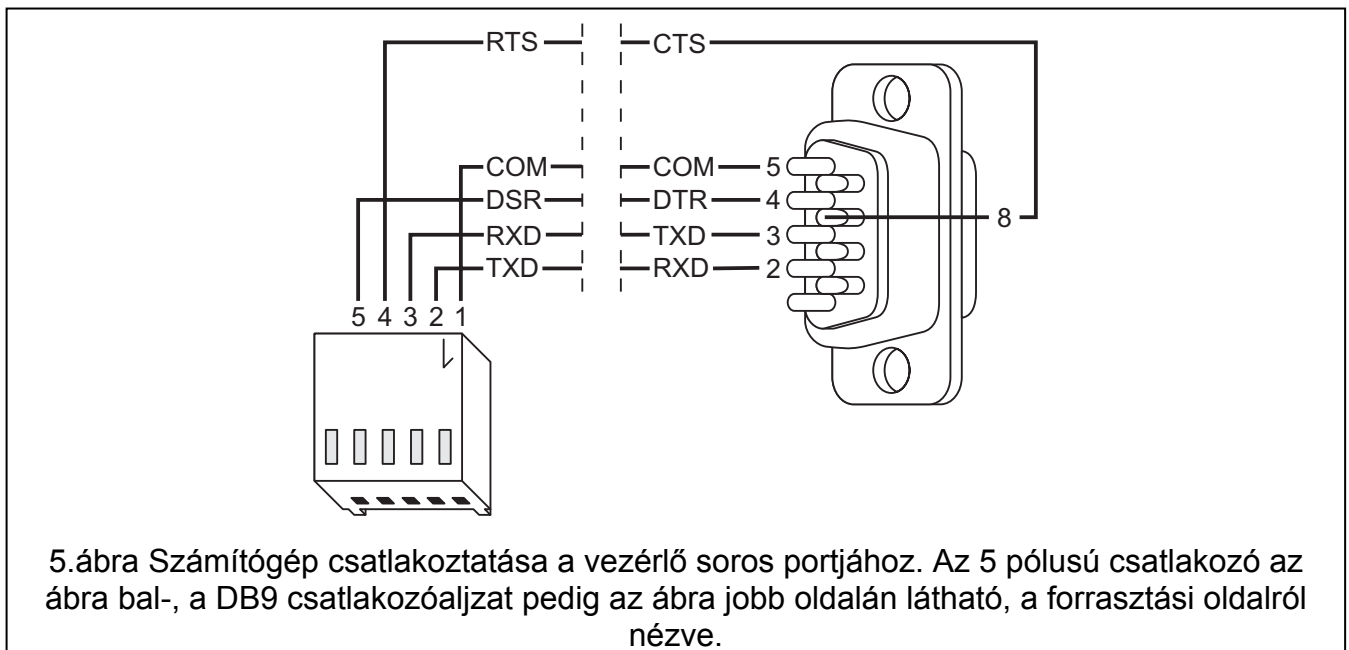 RTS CTS
COM COM 5
DSR DTR 4
8
RXD TXD 3
TXD RXD 2
5 4 3 2 1
5.ábra Számítógép csatlakoztatása a vezérlő soros portjához. Az 5 pólusú csatlakozó az
ábra bal-, a DB9 csatlakozóaljzat pedig az ábra jobb oldalán látható, a forrasztási oldalról
nézve.